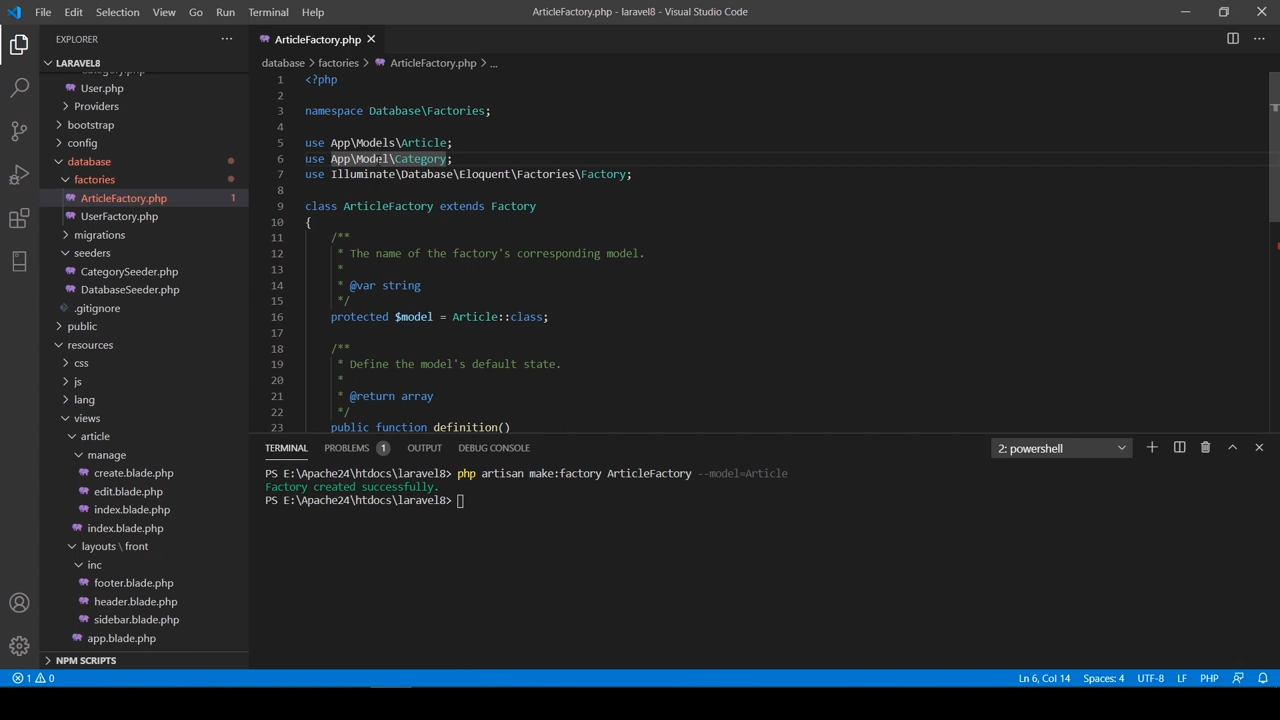 File Edit Selection View Go Run Terminal Help
ArticleFactory.php - laravel8 - Visual Studio Code
EXPLORER
LARAVEL8
Category.php
User.php
Providers
bootstrap
config
database
factories
ArticleFactory.php 1
UserFactory.php
migrations
seeders
CategorySeeder.php
DatabaseSeeder.php
.gitignore
public
resources
css
js
lang
views
article
manage
create.blade.php
edit.blade.php
index.blade.php
index.blade.php
layouts \ front
inc
footer.blade.php
header.blade.php
sidebar.blade.php
app.blade.php
NPM SCRIPTS
ArticleFactory.php
database > factories > ArticleFactory.php > ...
1 <?php
2
3 namespace Database\Factories;
4
5 use App\Models\Article;
6 use App\Model\Category;
7 use Illuminate\Database\Eloquent\Factories\Factory;
8
9 class ArticleFactory extends Factory
10 {
11 /**
12 * The name of the factory's corresponding model.
13 *
14 * @var string
15 */
16 protected $model = Article::class;
17
18 /**
19 * Define the model's default state.
20 *
21 * @return array
22 */
23 public function definition()
TERMINAL PROBLEMS 1 OUTPUT DEBUG CONSOLE
2: powershell
PS E:\Apache24\htdocs\laravel8> php artisan make:factory ArticleFactory --model=Article
Factory created successfully.
PS E:\Apache24\htdocs\laravel8>
1 0
Ln 6, Col 14 Spaces: 4 UTF-8 LF PHP